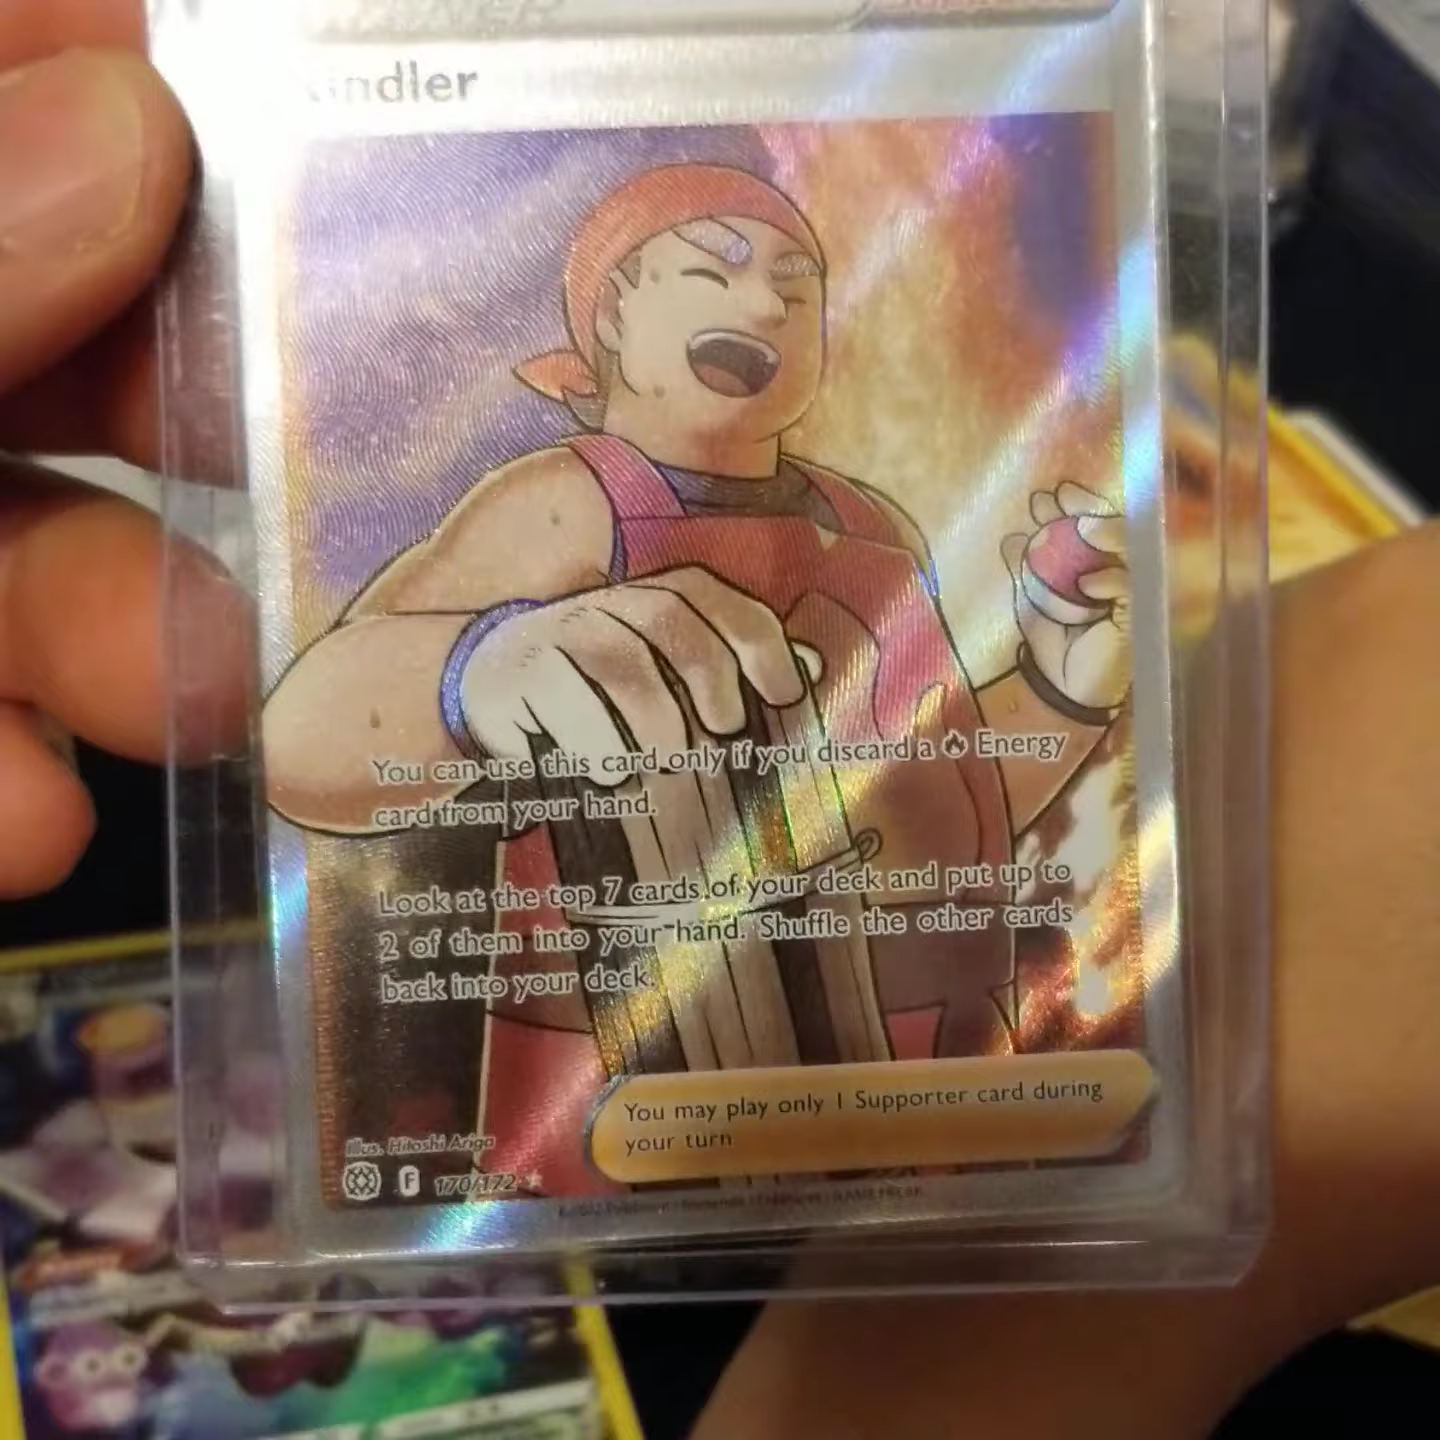 indler
You can use this card only if you discard a Energy
card from your hand.
Look at the top 7 cards of your deck and put up to
2 of them into your hand. Shuffle the other cards
back into your deck.
You may play only 1 Supporter card during
your turn
Illus. Hitoshi Ariga
F 170/172